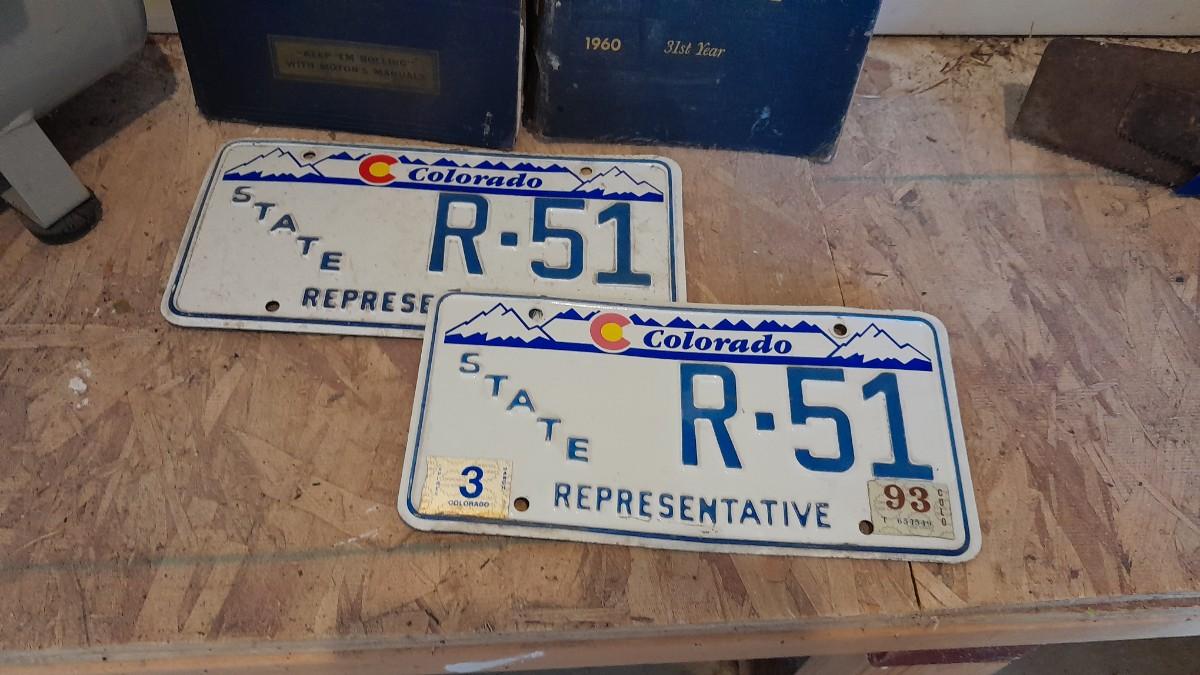 "KEEP 'EM ROLLING"
WITH MOTOR'S MANUALS
1960 31st Year
Colorado
STATE
R·51
REPRESE
Colorado
STATE
R·51
3
COLORADO
REPRESENTATIVE
93
COLO
T